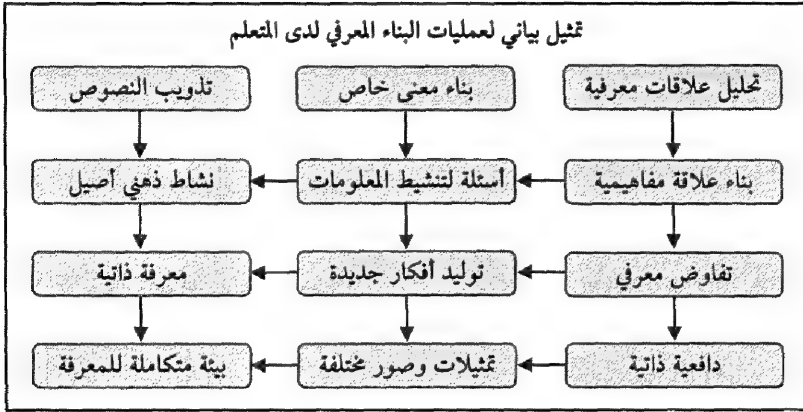 تمثيل بياني لعمليات البناء المعرفي لدى المتعلم
تحليل علاقات معرفية
بناء معنى خاص
تذويب النصوص
بناء علاقة مفاهيمية
أسئلة لتنشيط المعلومات
نشاط ذهني أصيل
تفاوض معرفي
توليد أفكار جديدة
معرفة ذاتية
دافعية ذاتية
تمثيلات وصور مختلفة
بيئة متكاملة للمعرفة